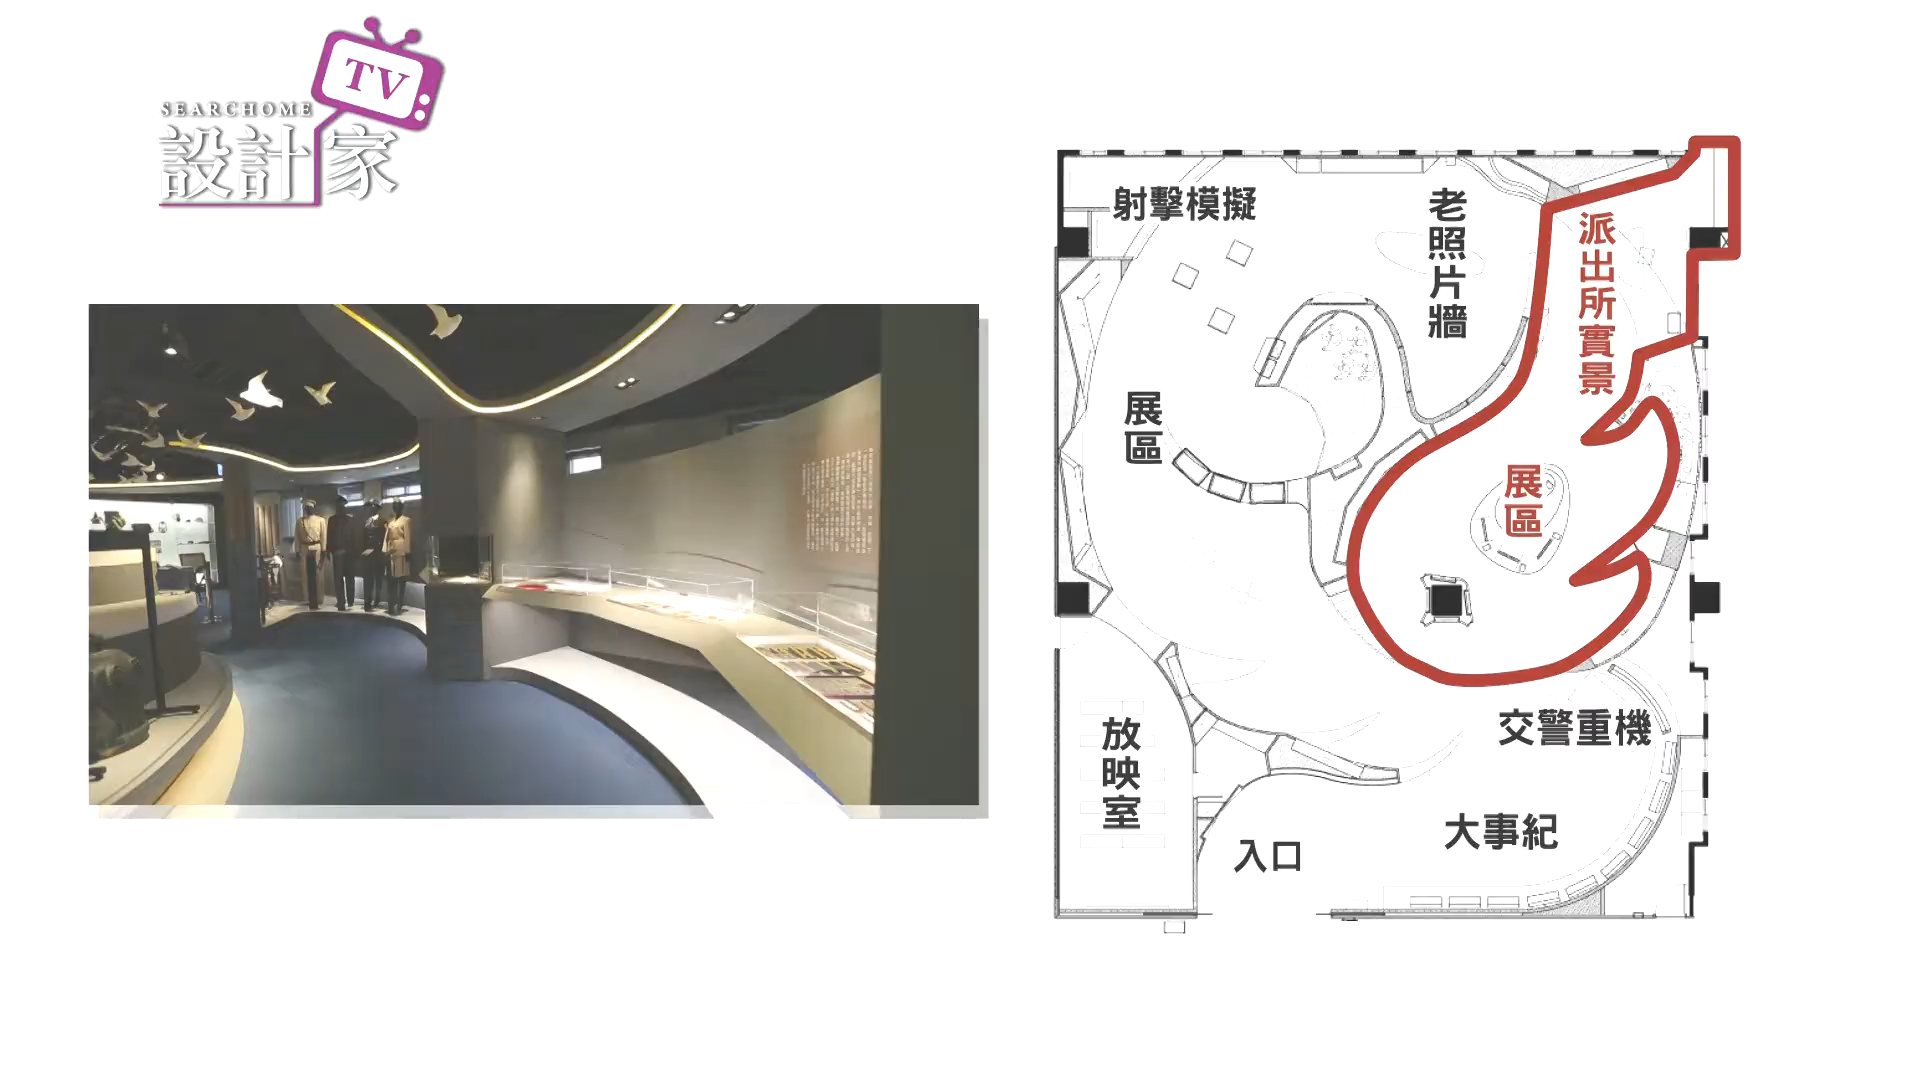 TV
SEARCHOME
設計家
射擊模擬
老照片牆
派出所實景
展區
展區
放映室
交警重機
大事紀
入口